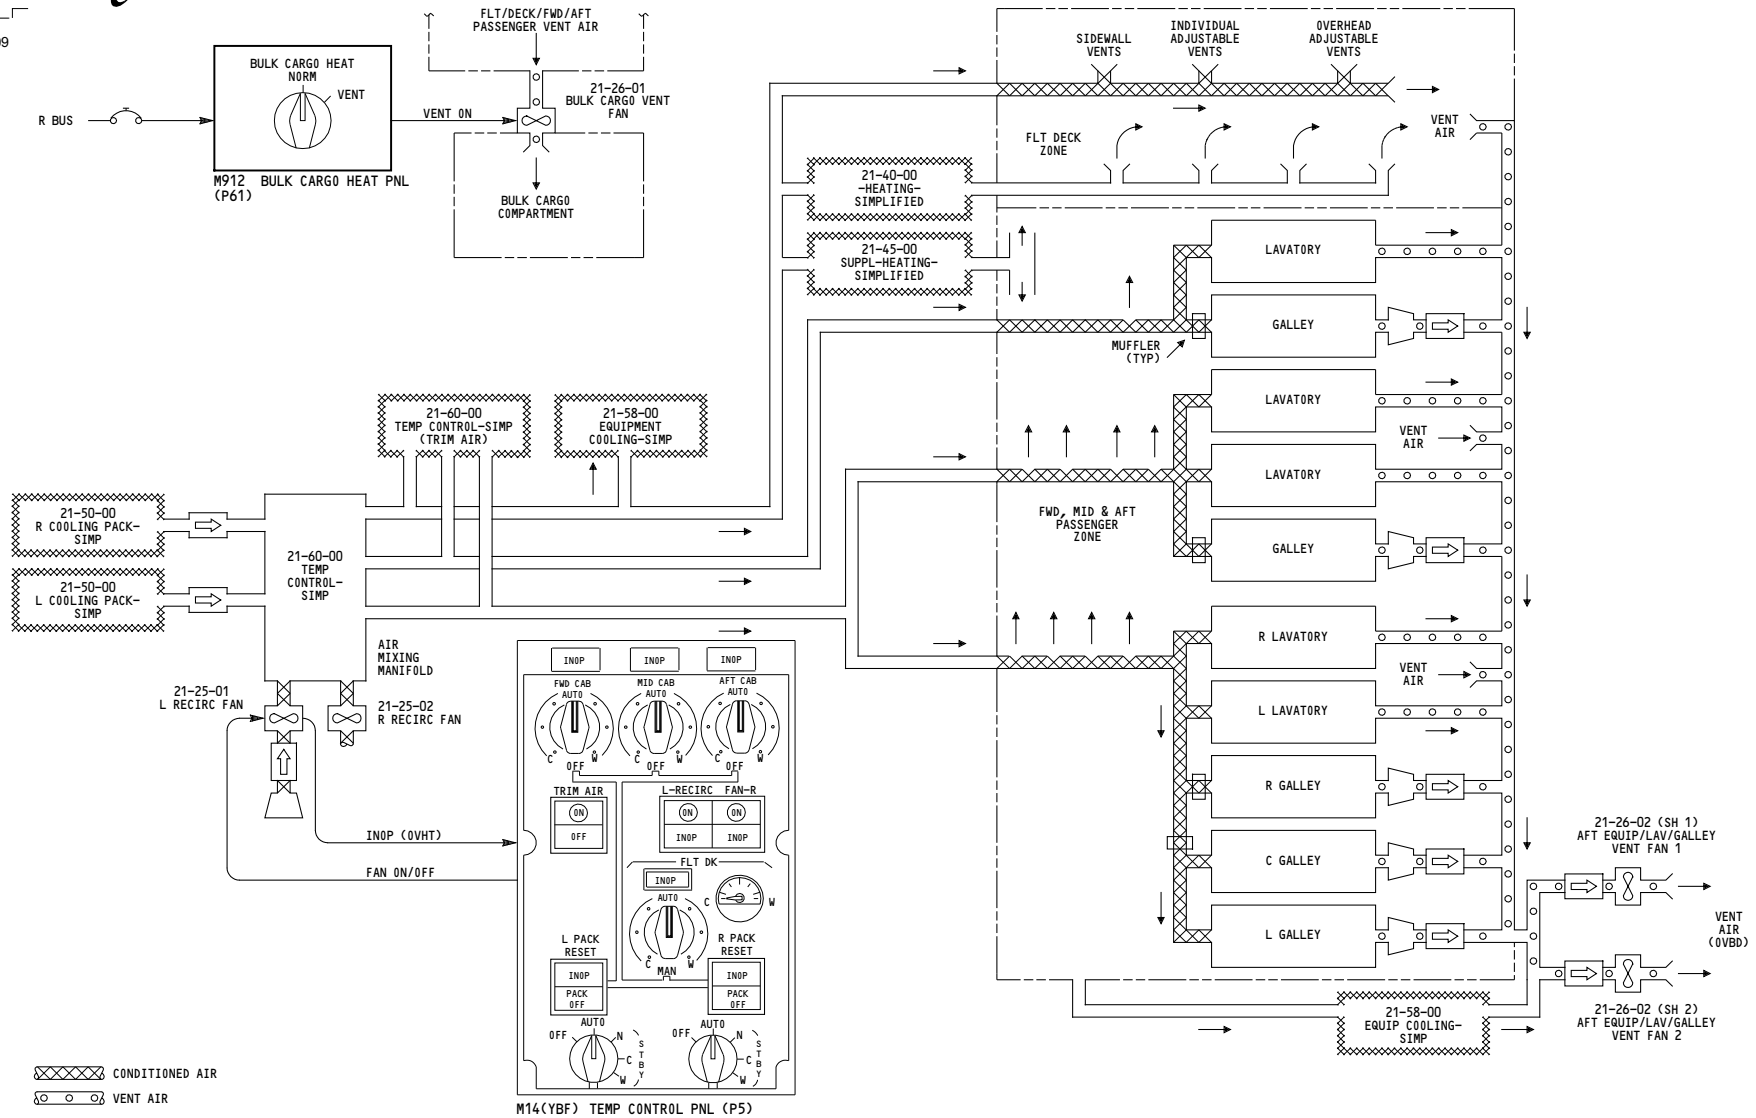 09
FLT/DECK/FWD/AFT
PASSENGER VENT AIR
BULK CARGO HEAT
NORM
VENT
R BUS
VENT ON
21-26-01
BULK CARGO VENT
FAN
M912 BULK CARGO HEAT PNL
(P61)
BULK CARGO
COMPARTMENT
SIDEWALL
VENTS
INDIVIDUAL
ADJUSTABLE
VENTS
OVERHEAD
ADJUSTABLE
VENTS
FLT DECK
ZONE
VENT
AIR
21-40-00
-HEATING-
SIMPLIFIED
21-45-00
SUPPL-HEATING-
SIMPLIFIED
LAVATORY
GALLEY
MUFFLER
(TYP)
LAVATORY
VENT
AIR
LAVATORY
GALLEY
FWD, MID & AFT
PASSENGER
ZONE
21-60-00
TEMP CONTROL-SIMP
(TRIM AIR)
21-58-00
EQUIPMENT
COOLING-SIMP
21-50-00
R COOLING PACK-
SIMP
21-50-00
L COOLING PACK-
SIMP
21-60-00
TEMP
CONTROL-
SIMP
AIR
MIXING
MANIFOLD
21-25-01
L RECIRC FAN
21-25-02
R RECIRC FAN
INOP (OVHT)
FAN ON/OFF
INOP
INOP
INOP
FWD CAB
MID CAB
AFT CAB
AUTO
AUTO
AUTO
C
W
C
W
C
W
OFF
OFF
OFF
TRIM AIR
L-RECIRC FAN-R
ON
OFF
ON
ON
INOP
INOP
FLT DK
INOP
AUTO
C
W
C
W
MAN
L PACK
RESET
R PACK
RESET
INOP
PACK
OFF
INOP
PACK
OFF
AUTO
OFF
N
C
W
STBY
AUTO
OFF
N
C
W
STBY
M14(YBF) TEMP CONTROL PNL (P5)
R LAVATORY
VENT
AIR
L LAVATORY
R GALLEY
C GALLEY
L GALLEY
21-26-02 (SH 1)
AFT EQUIP/LAV/GALLEY
VENT FAN 1
VENT
AIR
(OVBD)
21-26-02 (SH 2)
AFT EQUIP/LAV/GALLEY
VENT FAN 2
21-58-00
EQUIP COOLING-
SIMP
CONDITIONED AIR
VENT AIR